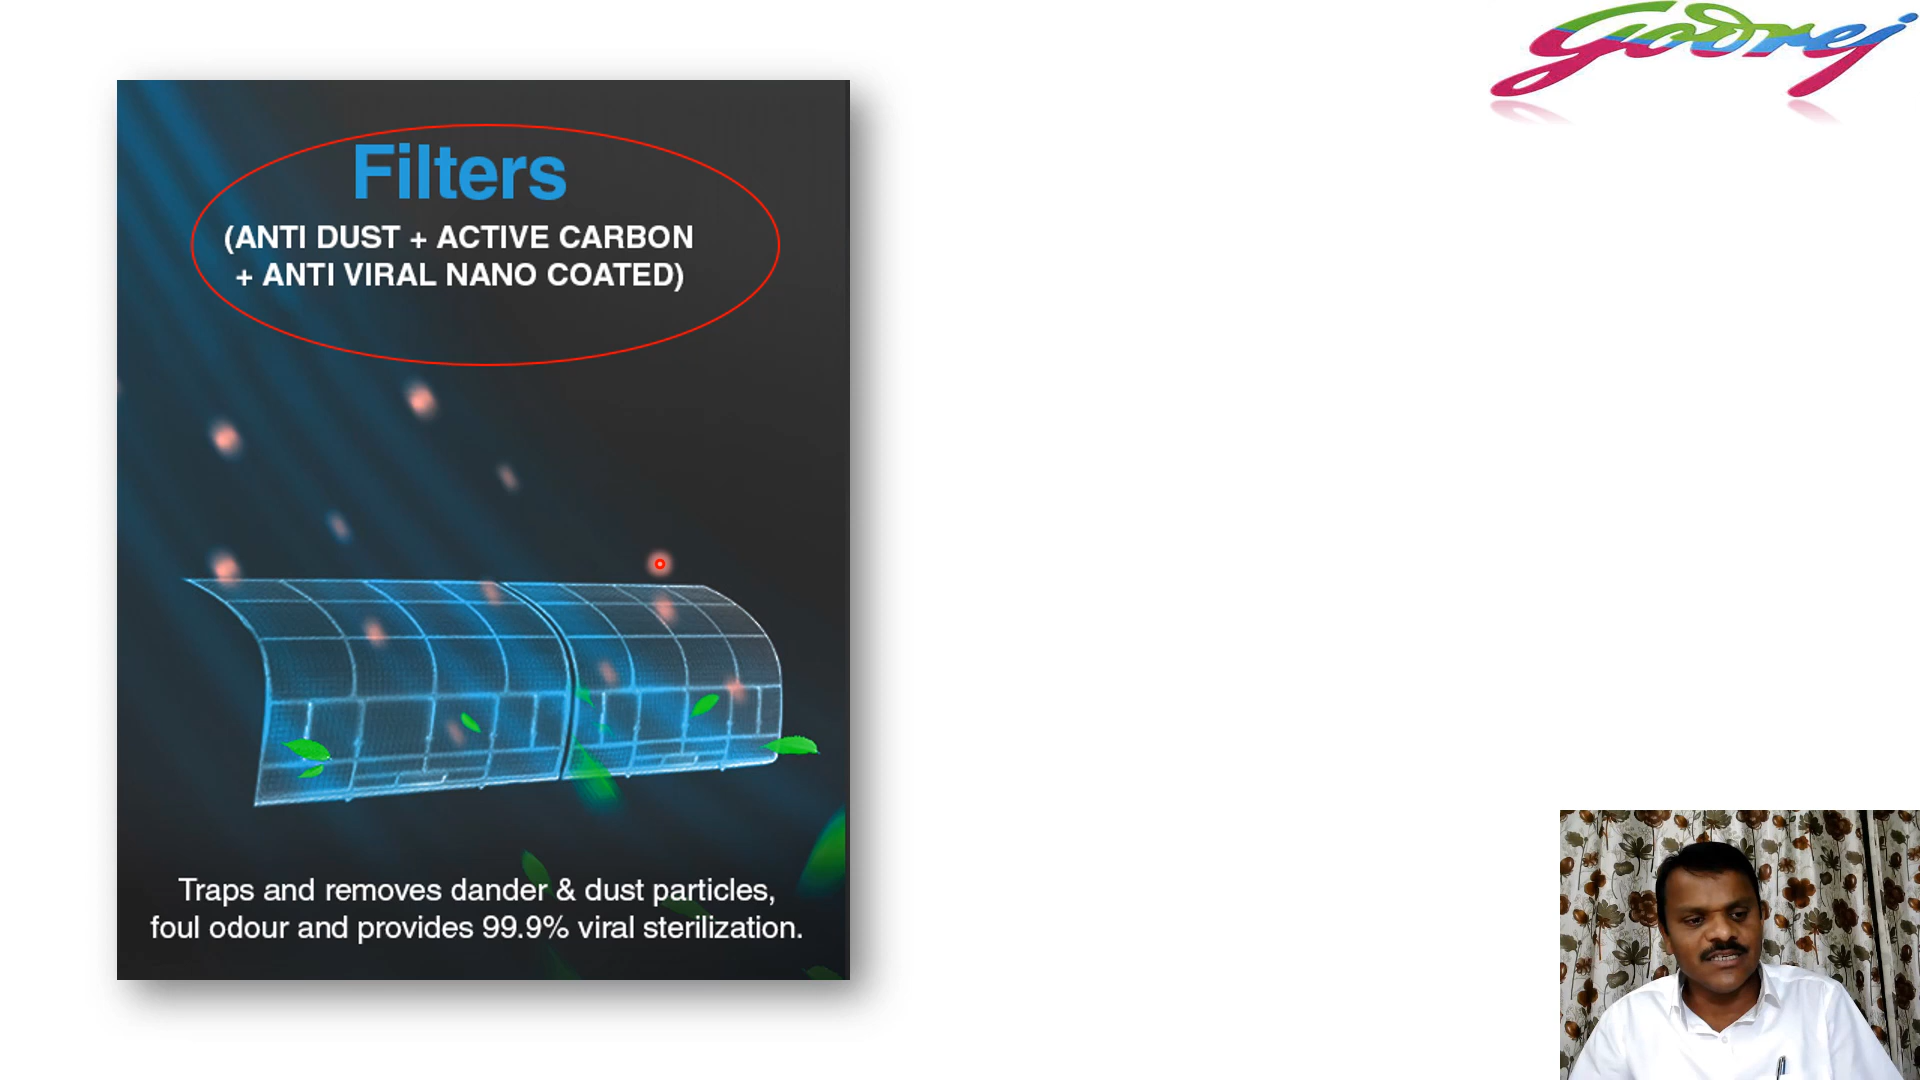 Godrej
Filters
(ANTI DUST + ACTIVE CARBON
+ ANTI VIRAL NANO COATED)
Traps and removes dander & dust particles,
foul odour and provides 99.9% viral sterilization.